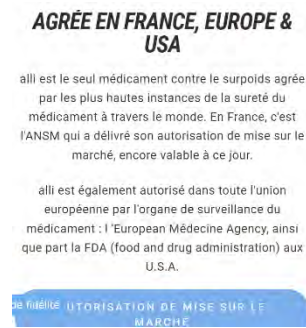 AGRÉE EN FRANCE, EUROPE &
USA
alli est le seul médicament contre le surpoids agrée
par les plus hautes instances de la sureté du
médicament à travers le monde. En France, c'est
l'ANSM qui a délivré son autorisation de mise sur le
marché, encore valable à ce jour.
alli est également autorisé dans toute l'union
européenne par l'organe de surveillance du
médicament : l 'European Médecine Agency, ainsi
que part la FDA (food and drug administration) aux
U.S.A.
de fidélité UTORISATION DE MISE SUR LE
MARCHÉ